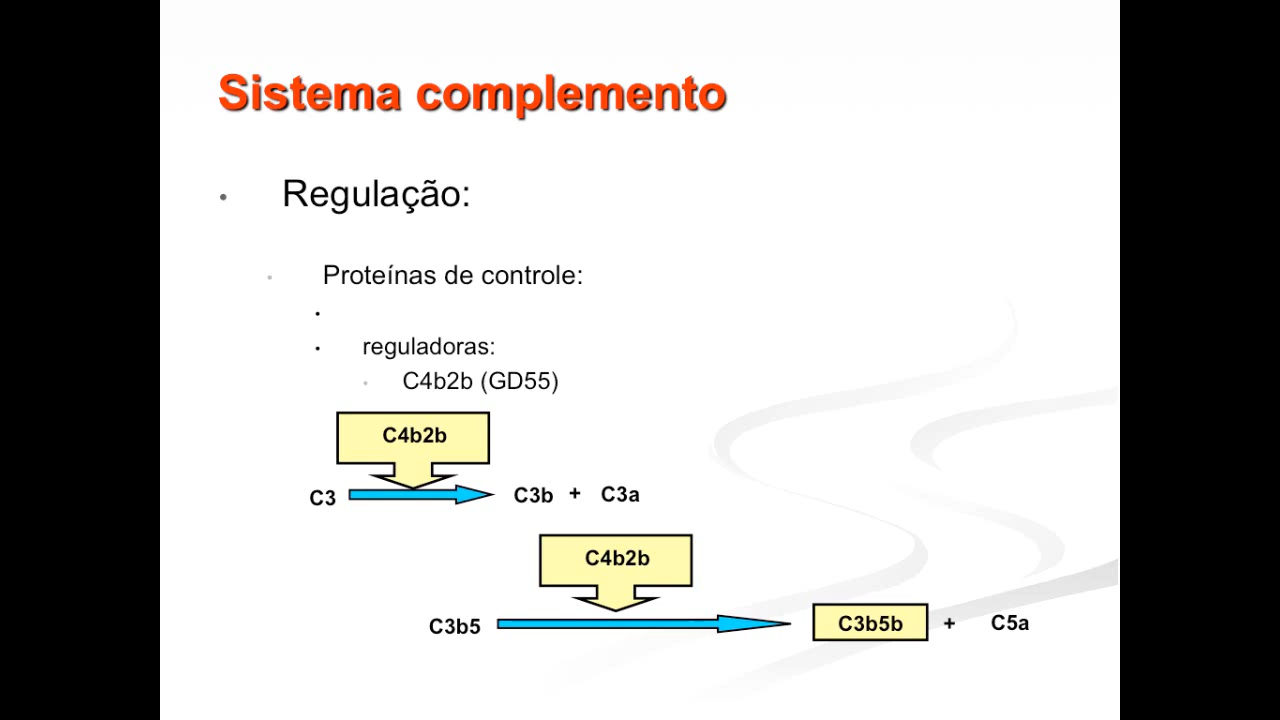 Sistema complemento
• Regulação:
• Proteínas de controle:
•
• reguladoras:
• C4b2b (GD55)
C4b2b
C3 C3b + C3a
C4b2b
C3b5 C3b5b + C5a